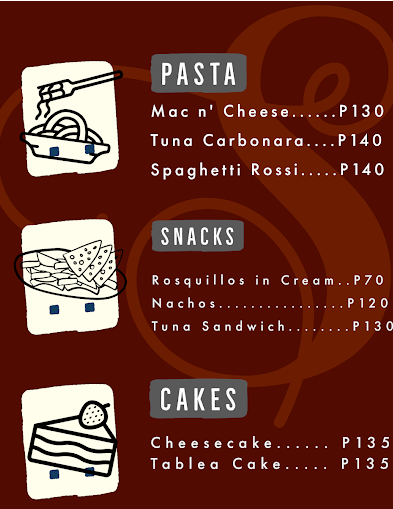 PASTA
Mac n' Cheese......P130
Tuna Carbonara....P140
Spaghetti Rossi.....P140
SNACKS
Rosquillos in Cream..P70
Nachos................P120
Tuna Sandwich........P130
CAKES
Cheesecake...... P135
Tablea Cake..... P135